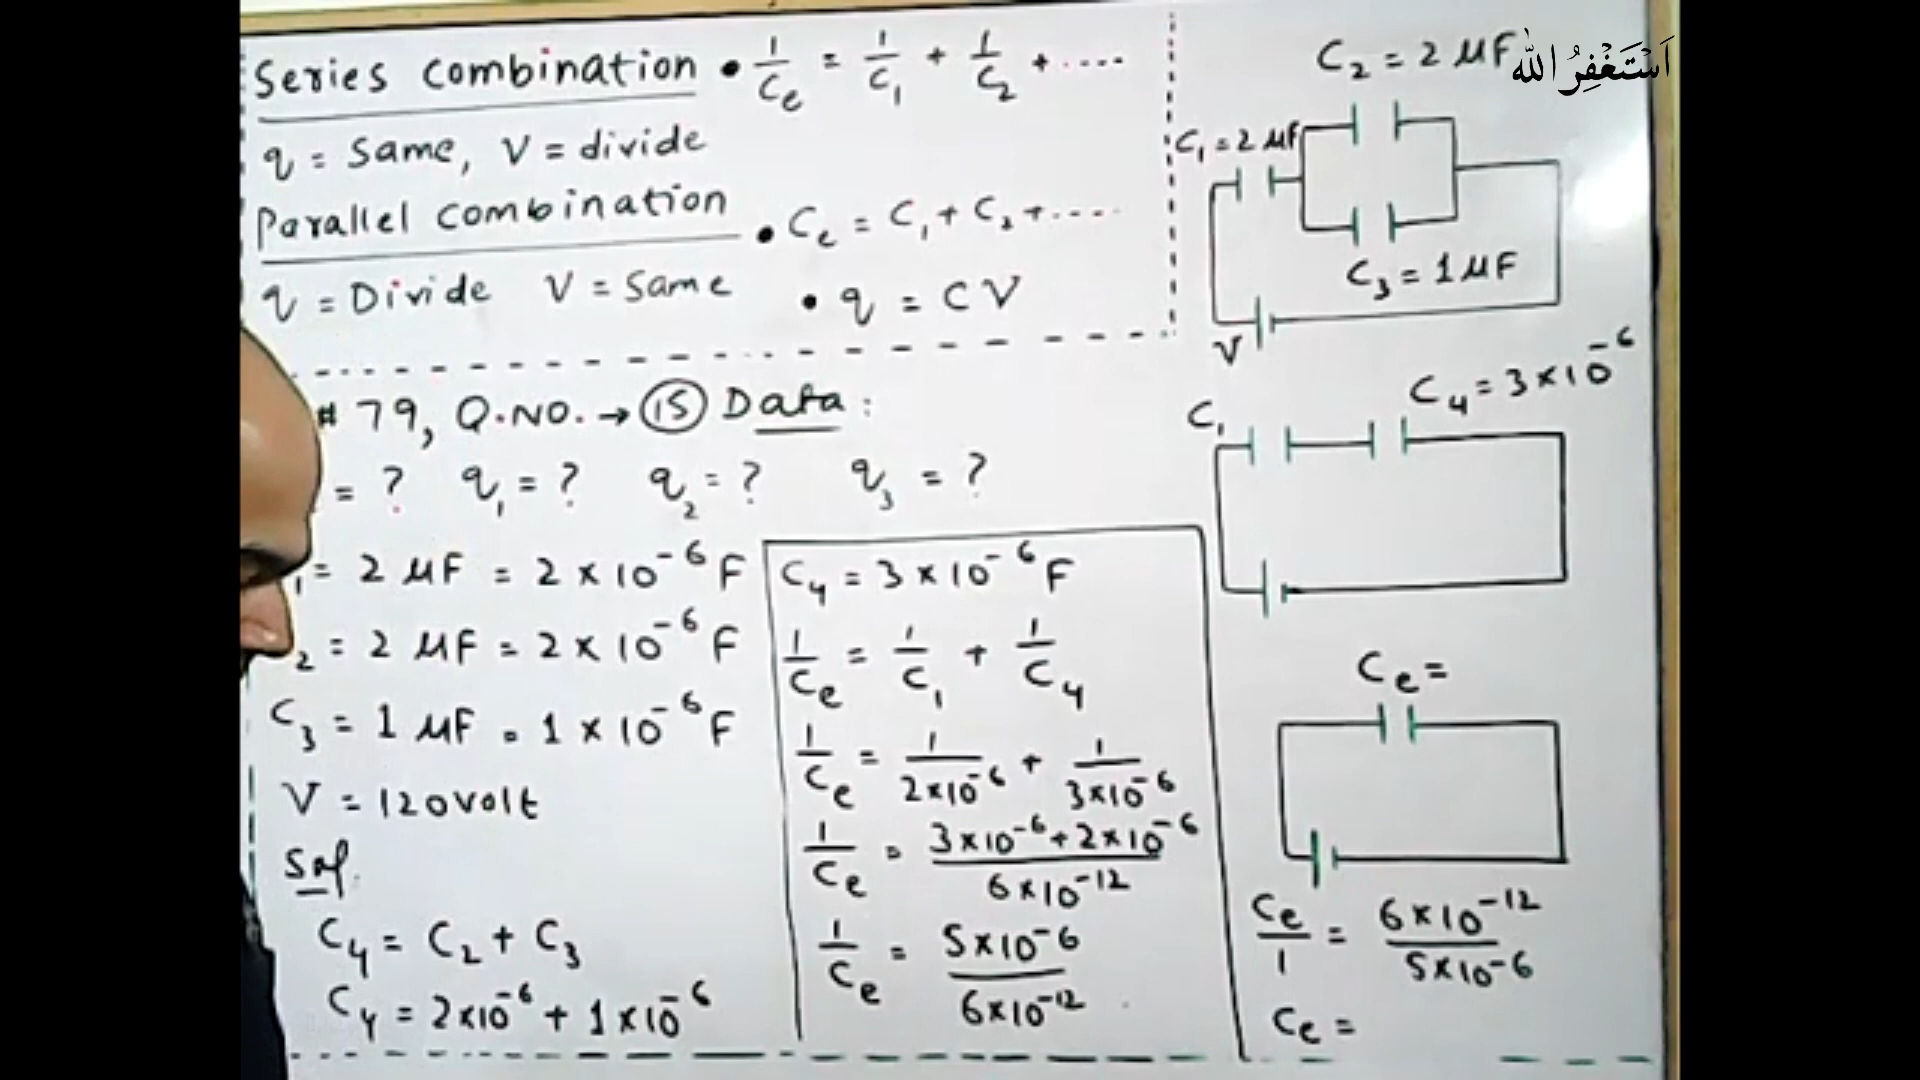 Series Combination • 1/Ce = 1/C₁ + 1/C₂ + ....
q = Same, V = divide
Parallel Combination • Ce = C₁ + C₂ + ....
q = Divide V = Same • q = CV
# 79, Q.NO. → ⑮ Data :
= ? q₁ = ? q₂ = ? q₃ = ?
₁ = 2 μF = 2 × 10⁻⁶ F
₂ = 2 μF = 2 × 10⁻⁶ F
C₃ = 1 μF = 1 × 10⁻⁶ F
V = 120 volt
Sol.
C₄ = C₂ + C₃
C₄ = 2×10⁻⁶ + 1×10⁻⁶
C₄ = 3×10⁻⁶ F
1/Ce = 1/C₁ + 1/C₄
1/Ce = 1/2×10⁻⁶ + 1/3×10⁻⁶
1/Ce = 3×10⁻⁶+2×10⁻⁶/6×10⁻¹²
1/Ce = 5×10⁻⁶/6×10⁻¹²
C₂ = 2 μF
أَسْتَغْفِرُ اللّٰه
C₁ = 2 μF
C₃ = 1 μF
V
C₁ C₄ = 3×10⁻⁶
Ce =
Ce/1 = 6×10⁻¹²/5×10⁻⁶
Ce =